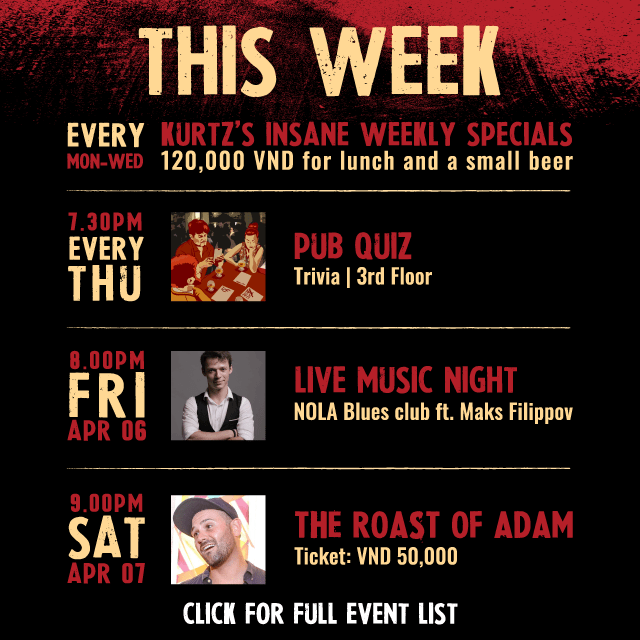 THIS WEEK
EVERY MON-WED
KURTZ'S INSANE WEEKLY SPECIALS
120,000 VND for lunch and a small beer
7.30PM
EVERY
THU
PUB QUIZ
Trivia | 3rd Floor
8.00PM
FRI
APR 06
LIVE MUSIC NIGHT
NOLA Blues club ft. Maks Filippov
9.00PM
SAT
APR 07
THE ROAST OF ADAM
Ticket: VND 50,000
CLICK FOR FULL EVENT LIST